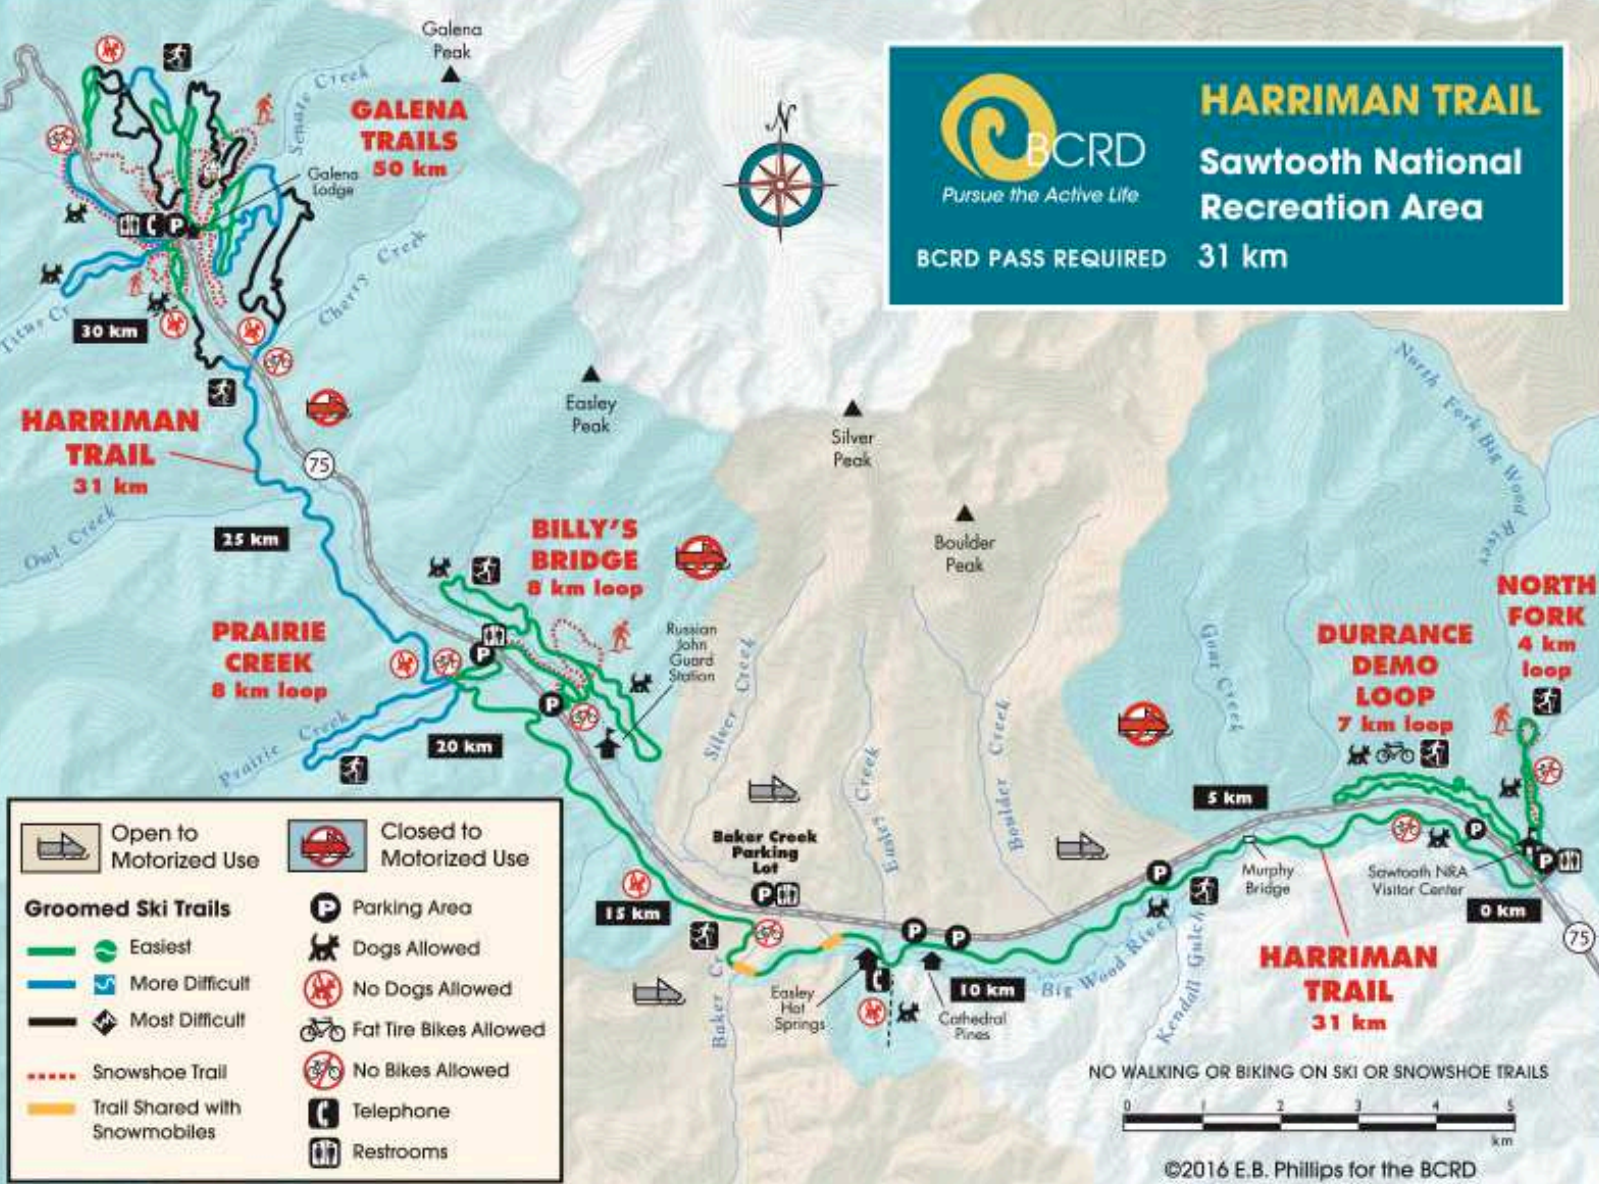 Galena
Peak
Senate Creek
GALENA
TRAILS
50 km
Galena
Lodge
Cherry Creek
Titus Cr
30 km
HARRIMAN
TRAIL
31 km
75
Owl Creek
25 km
N
BCRD
Pursue the Active Life
BCRD PASS REQUIRED
HARRIMAN TRAIL
Sawtooth National
Recreation Area
31 km
Easley
Peak
Silver
Peak
Boulder
Peak
BILLY'S
BRIDGE
8 km loop
Russian
John
Guard
Station
PRAIRIE
CREEK
8 km loop
Prairie Creek
20 km
P
P
P
Silver Creek
Easley Creek
Boulder Creek
Gour Creek
North Fork Big Wood River
NORTH
FORK
4 km
loop
DURRANCE
DEMO
LOOP
7 km loop
5 km
Baker Creek
Parking
Lot
P
15 km
Baker Cr
Easley
Hot
Springs
P
P
Cathedral
Pines
10 km
Big Wood River
Kendall Gulch
P
Murphy
Bridge
P
Sawtooth NRA
Visitor Center
P
0 km
75
HARRIMAN
TRAIL
31 km
Open to
Motorized Use
Closed to
Motorized Use
Groomed Ski Trails
Easiest
More Difficult
Most Difficult
Snowshoe Trail
Trail Shared with
Snowmobiles
P
Parking Area
Dogs Allowed
No Dogs Allowed
Fat Tire Bikes Allowed
No Bikes Allowed
Telephone
Restrooms
NO WALKING OR BIKING ON SKI OR SNOWSHOE TRAILS
0 1 2 3 4 5
km
©2016 E.B. Phillips for the BCRD